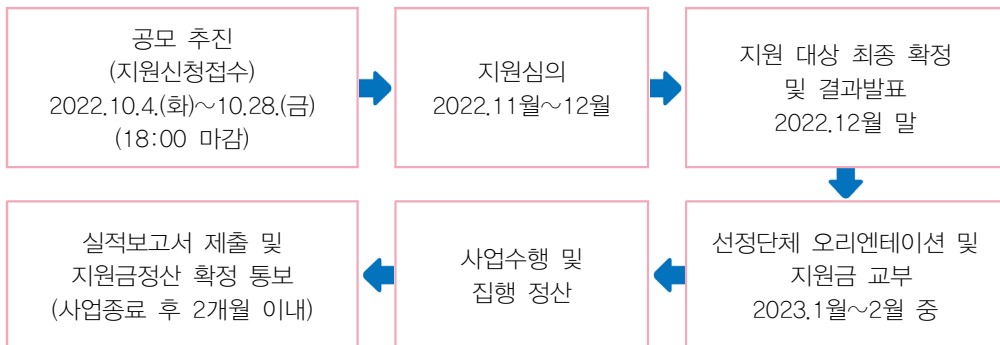 공모 추진
(지원신청접수)
2022.10.4.(화)~10.28.(금)
(18:00 마감)
지원심의
2022.11월~12월
지원 대상 최종 확정
및 결과발표
2022.12월 말
선정단체 오리엔테이션 및
지원금 교부
2023.1월~2월 중
사업수행 및
집행 정산
실적보고서 제출 및
지원금정산 확정 통보
(사업종료 후 2개월 이내)